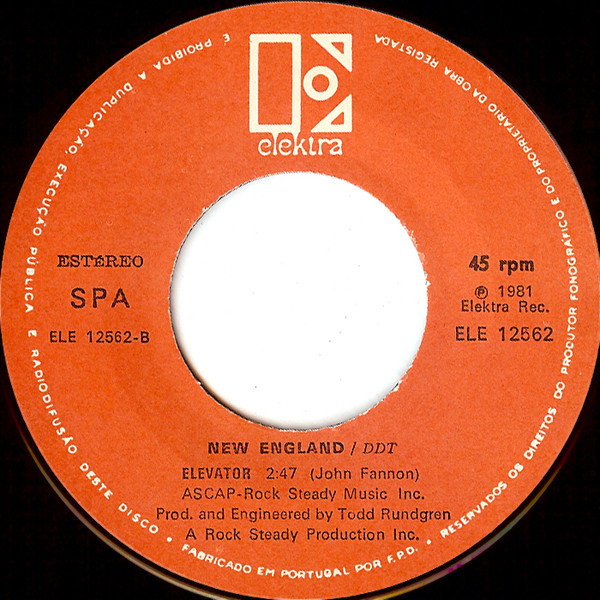 É PROIBIDA A DUPLICAÇÃO, EXECUÇÃO PÚBLICA E RADIODIFUSÃO DESTE DISCO • FABRICADO EM PORTUGAL POR F.P.D. • RESERVADOS OS DIREITOS DO PRODUTOR FONOGRÁFICO E DO PROPRIETÁRIO DA OBRA REGISTADA
elektra
ESTÉREO
SPA
ELE 12562-B
45 rpm
℗ 1981
Elektra Rec.
ELE 12562
NEW ENGLAND / DDT
ELEVATOR 2:47 (John Fannon)
ASCAP-Rock Steady Music Inc.
Prod. and Engineered by Todd Rundgren
A Rock Steady Production Inc.